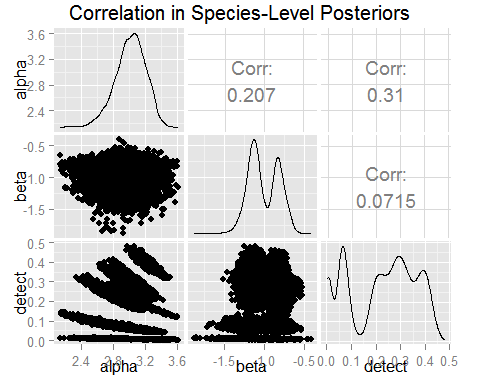 Correlation in Species-Level Posteriors
alpha
3.6
3.2
2.8
2.4
Corr:
0.207
Corr:
0.31
beta
-0.5
-1.0
-1.5
Corr:
0.0715
detect
0.5
0.4
0.3
0.2
0.1
0.0
2.4 2.8 3.2 3.6
-1.5 -1.0 -0.5
0.0 0.1 0.2 0.3 0.4 0.5
alpha beta detect